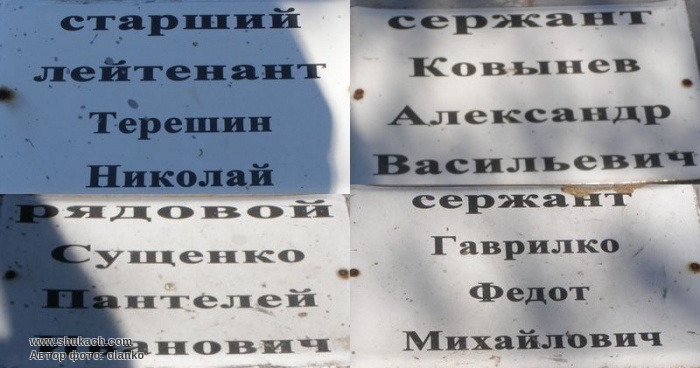 старший
лейтенант
Терешин
Николай
сержант
Ковынев
Александр
Васильевич
рядовой
Сущенко
Пантелей
Иванович
сержант
Гаврилко
Федот
Михайлович
www.shukach.com
Автор фото: olanko